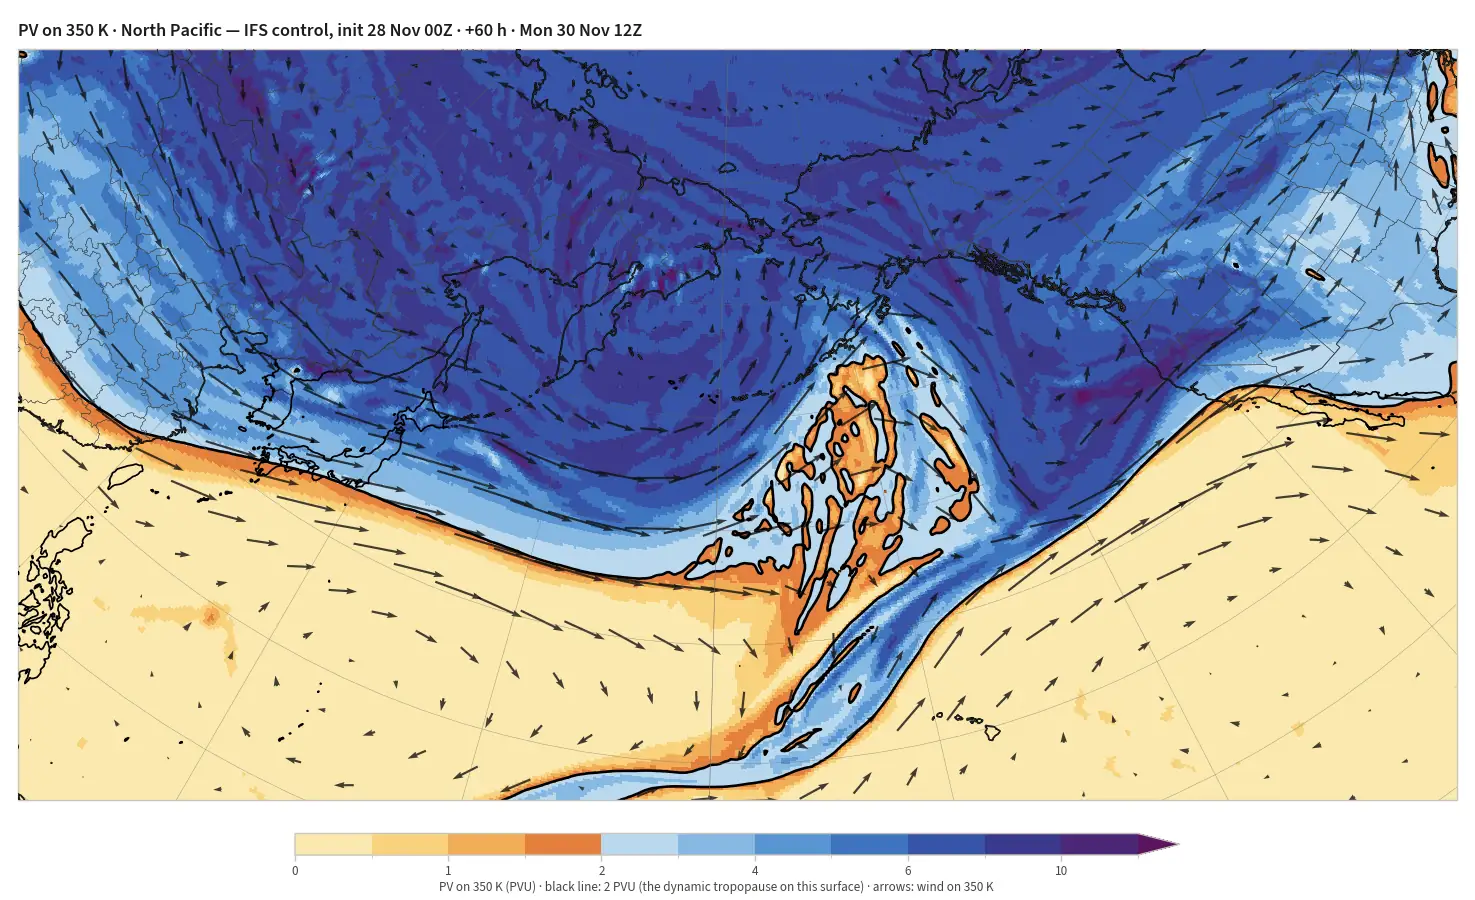 PV on 350 K · North Pacific — IFS control, init 28 Nov 00Z · +60 h · Mon 30 Nov 12Z
0 1 2 4 6 10
PV on 350 K (PVU) · black line: 2 PVU (the dynamic tropopause on this surface) · arrows: wind on 350 K